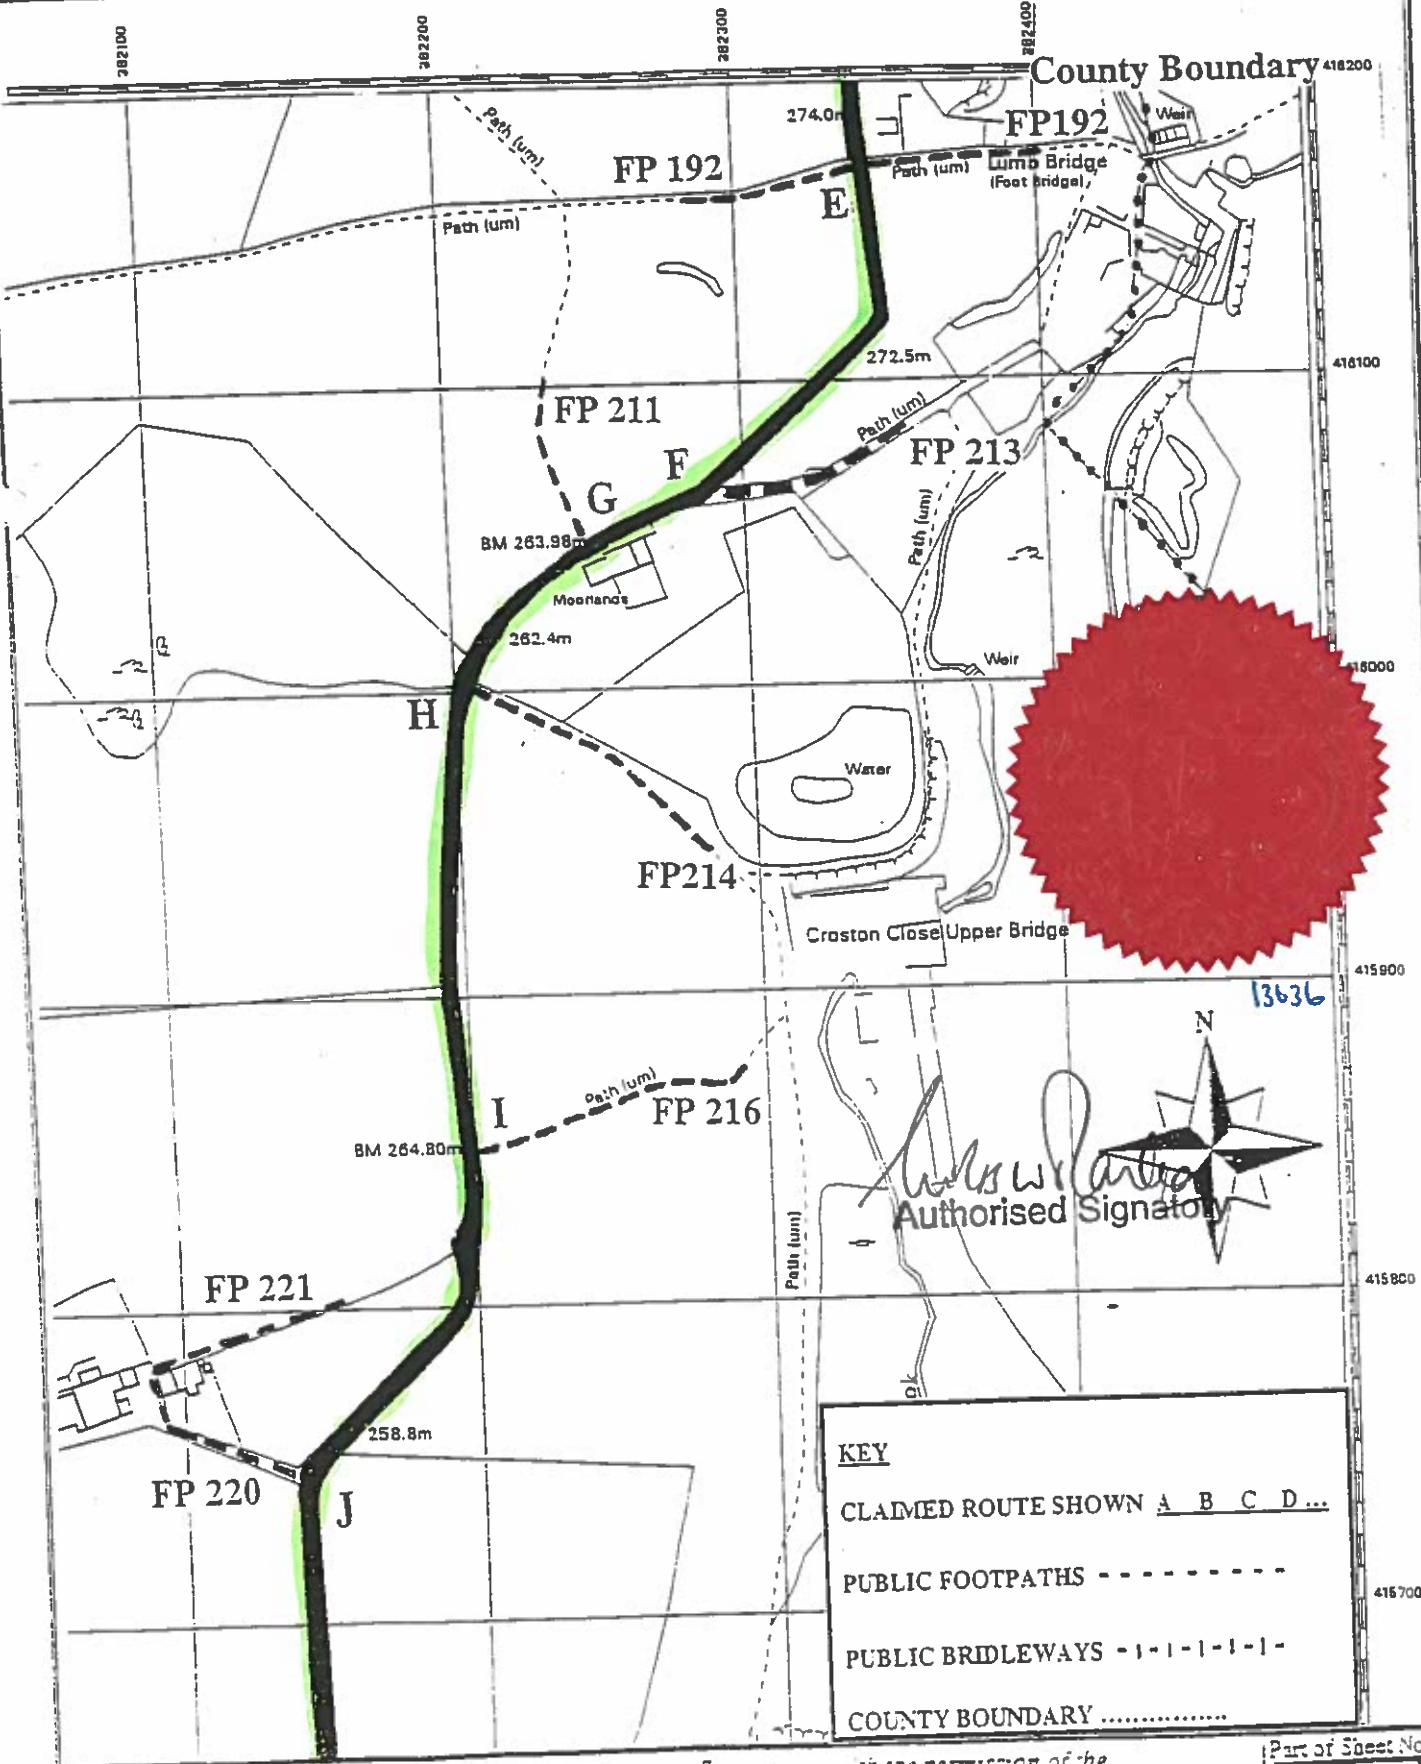 382100
382200
382300
382400
County Boundary
416200
274.0m
FP192
Weir
FP 192
Path (um)
Lumb Bridge
(Foot Bridge)
Path (um)
E
Path (um)
272.5m
416100
FP 211
Path (um)
FP 213
F
G
Path (um)
BM 263.98m
Moorlands
262.4m
Weir
H
Water
FP214
Croston Close Upper Bridge
415900
13636
N
I
Path (um)
FP 216
BM 264.80m
Authorised Signatory
Path (um)
415800
FP 221
258.8m
FP 220
J
KEY
CLAIMED ROUTE SHOWN A B C D ...
PUBLIC FOOTPATHS
PUBLIC BRIDLEWAYS
COUNTY BOUNDARY
415700
permission of the
Part of Sheet No